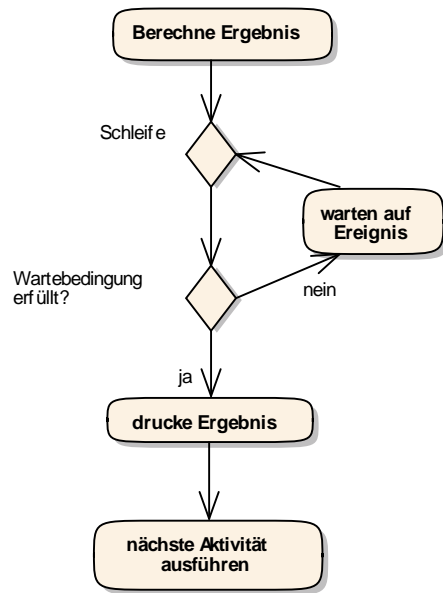 Berechne Ergebnis
Schleife
warten auf
Ereignis
Wartebedingung
erfüllt?
nein
ja
drucke Ergebnis
nächste Aktivität
ausführen